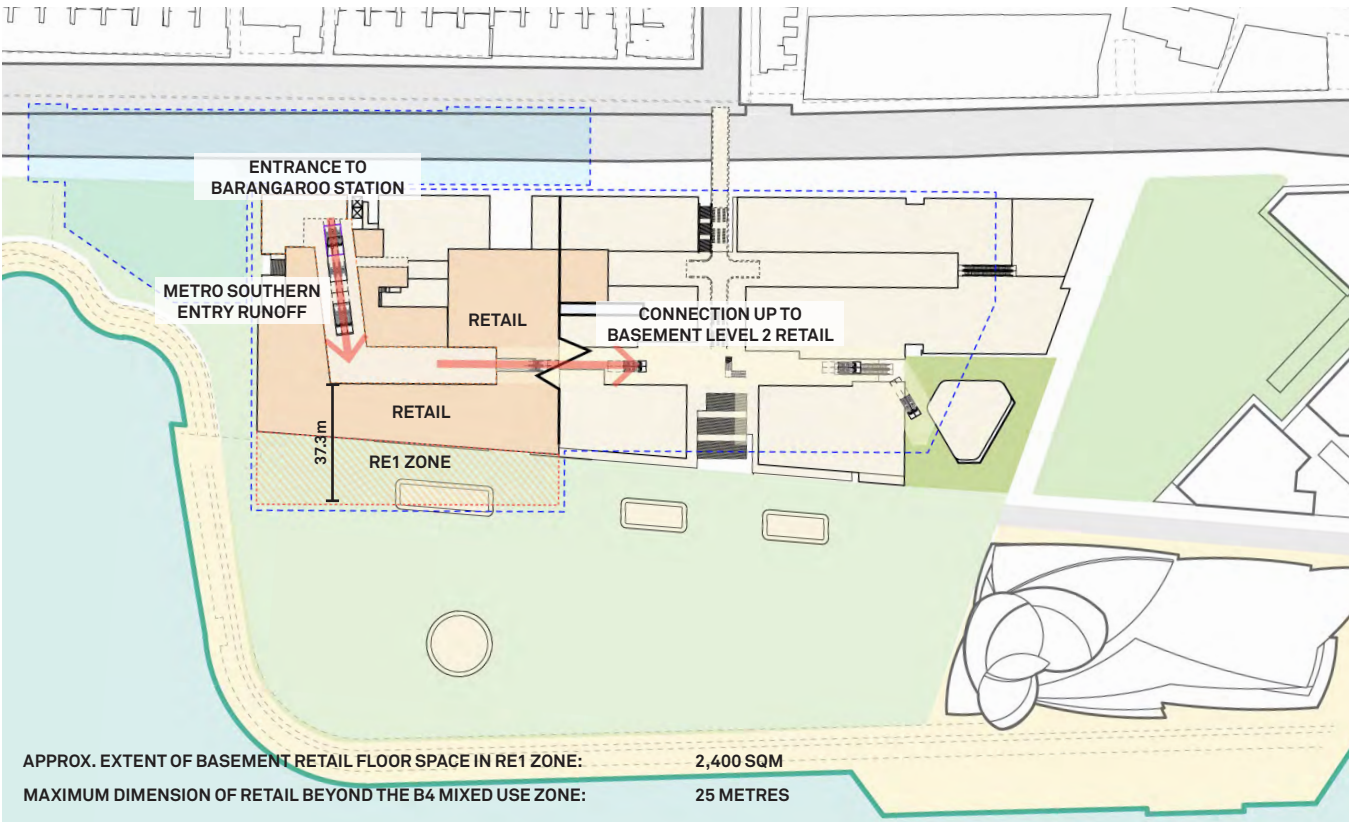 ENTRANCE TO
BARANGAROO STATION
METRO SOUTHERN
ENTRY RUNOFF
RETAIL
CONNECTION UP TO
BASEMENT LEVEL 2 RETAIL
RETAIL
37.3m
RE1 ZONE
APPROX. EXTENT OF BASEMENT RETAIL FLOOR SPACE IN RE1 ZONE: 2,400 SQM
MAXIMUM DIMENSION OF RETAIL BEYOND THE B4 MIXED USE ZONE: 25 METRES